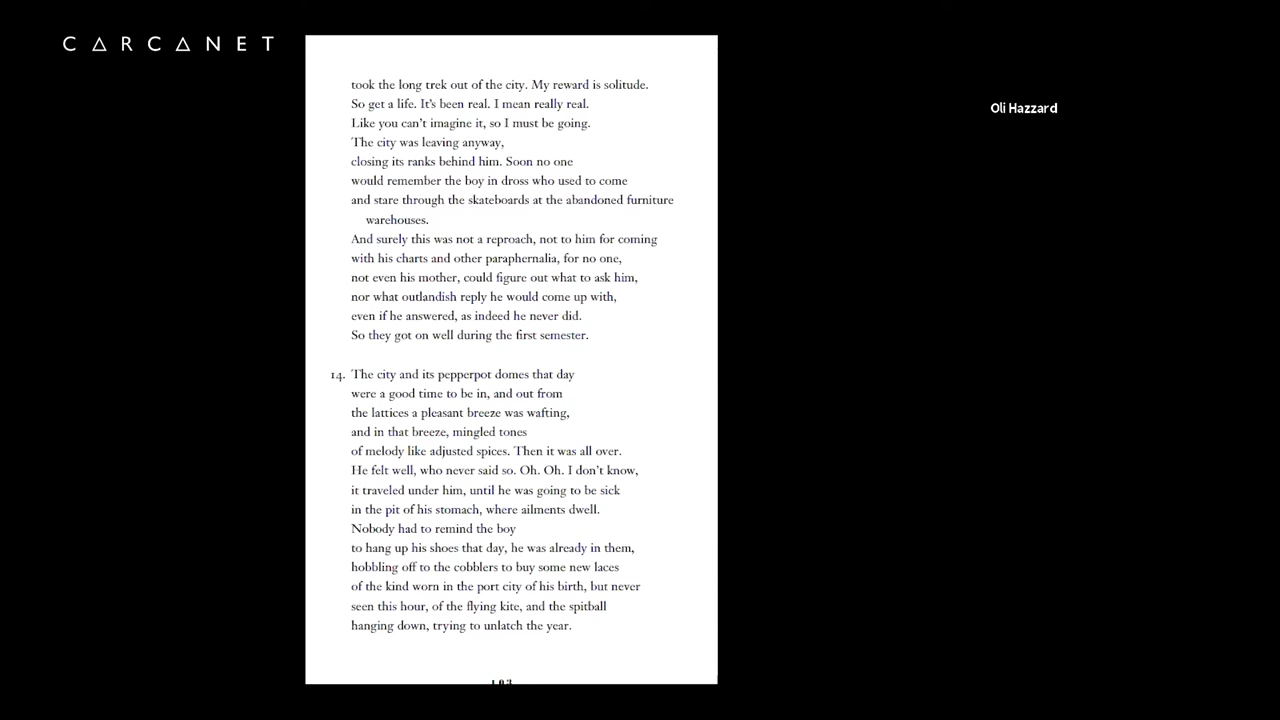 CARCANET
Oli Hazzard
took the long trek out of the city. My reward is solitude.
So get a life. It's been real. I mean really real.
Like you can't imagine it, so I must be going.
The city was leaving anyway,
closing its ranks behind him. Soon no one
would remember the boy in dross who used to come
and stare through the skateboards at the abandoned furniture
warehouses.
And surely this was not a reproach, not to him for coming
with his charts and other paraphernalia, for no one,
not even his mother, could figure out what to ask him,
nor what outlandish reply he would come up with,
even if he answered, as indeed he never did.
So they got on well during the first semester.
14. The city and its pepperpot domes that day
were a good time to be in, and out from
the lattices a pleasant breeze was wafting,
and in that breeze, mingled tones
of melody like adjusted spices. Then it was all over.
He felt well, who never said so. Oh. Oh. I don't know,
it traveled under him, until he was going to be sick
in the pit of his stomach, where ailments dwell.
Nobody had to remind the boy
to hang up his shoes that day, he was already in them,
hobbling off to the cobblers to buy some new laces
of the kind worn in the port city of his birth, but never
seen this hour, of the flying kite, and the spitball
hanging down, trying to unlatch the year.